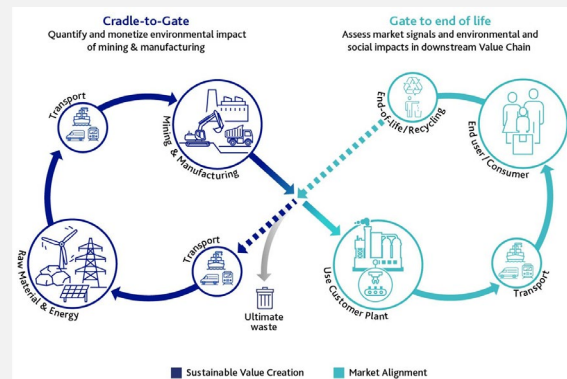 Cradle-to-Gate
Quantify and monetize environmental impact
of mining & manufacturing
Gate to end of life
Assess market signals and environmental and
social impacts in downstream Value Chain
Transport
Mining & Manufacturing
End-of-life/Recycling
End user/Consumer
Raw Material & Energy
Transport
Ultimate
waste
Use Customer Plant
Transport
Sustainable Value Creation
Market Alignment